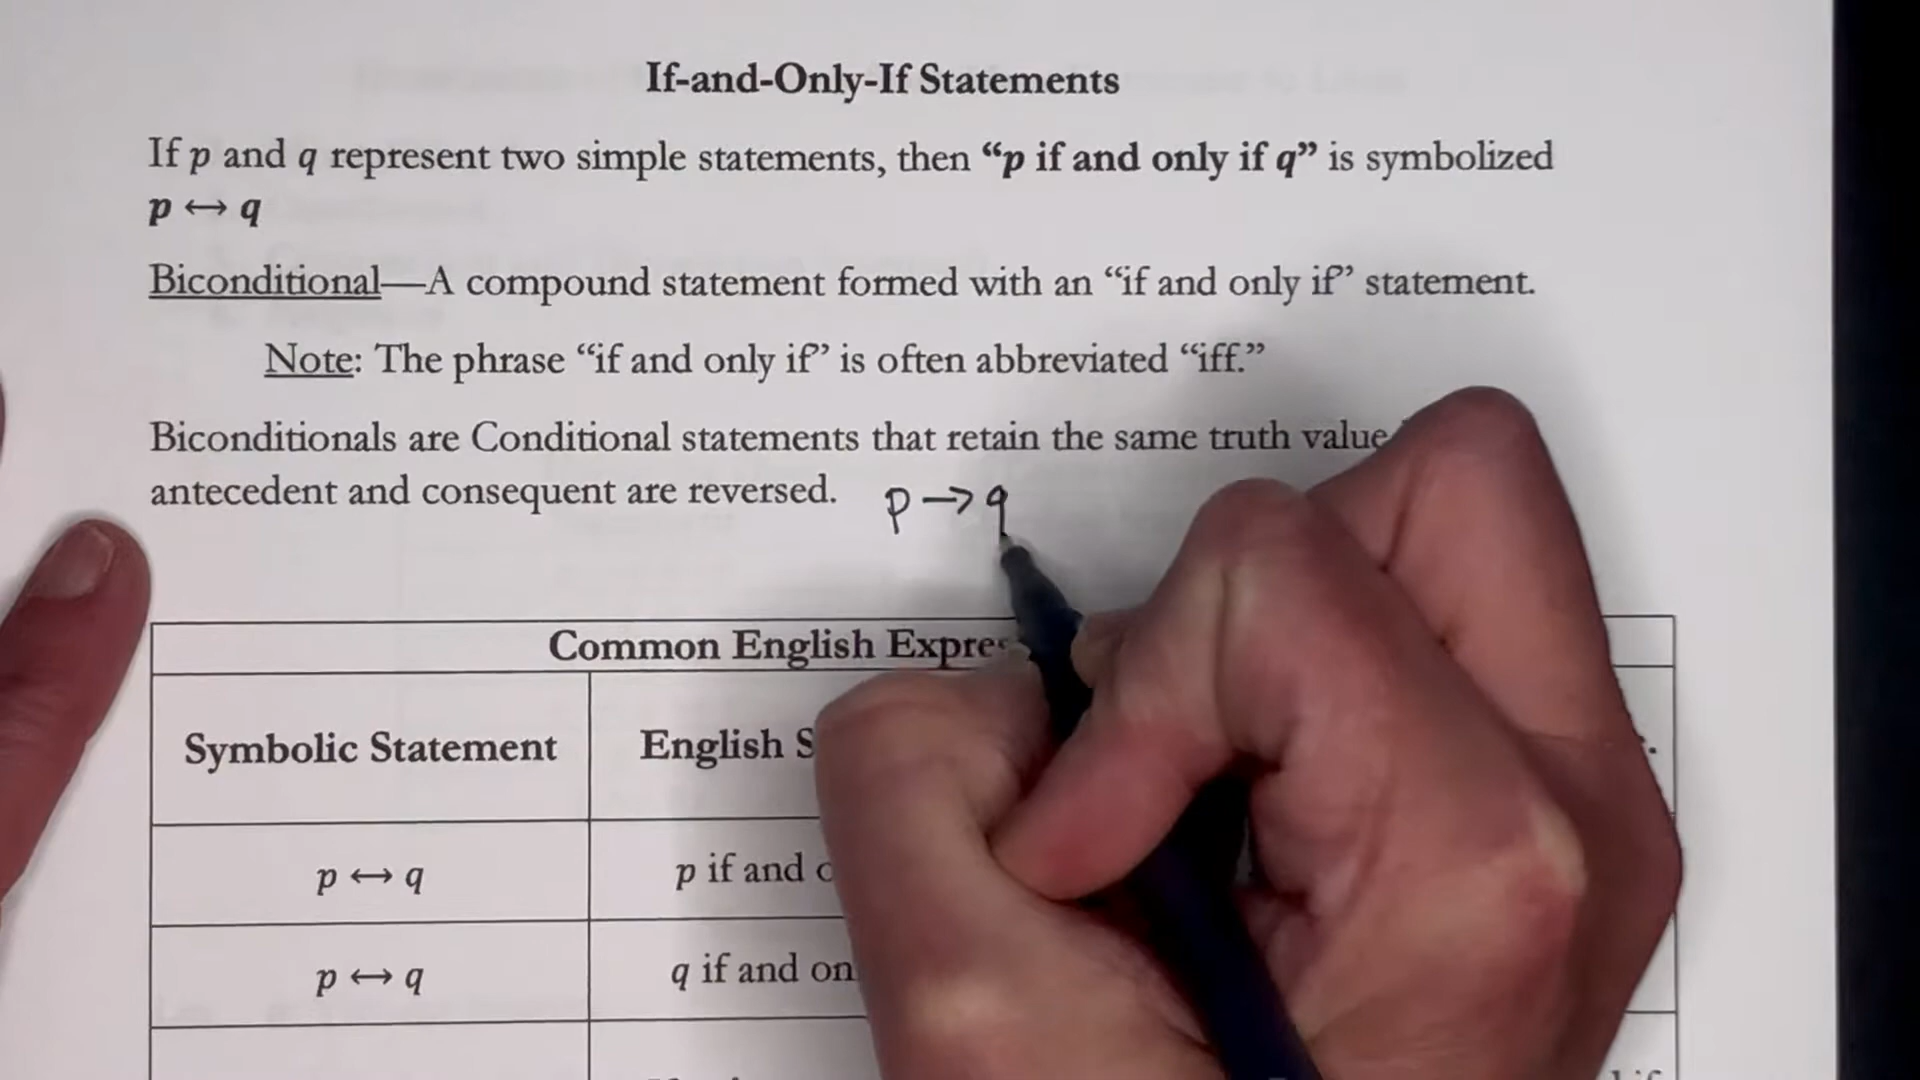 If-and-Only-If Statements
If p and q represent two simple statements, then “p if and only if q” is symbolized
p ↔ q
Biconditional—A compound statement formed with an “if and only if” statement.
Note: The phrase “if and only if” is often abbreviated “iff.”
Biconditionals are Conditional statements that retain the same truth value
antecedent and consequent are reversed. p → q
Common English
Symbolic Statement English
p ↔ q p if and
p ↔ q q if and